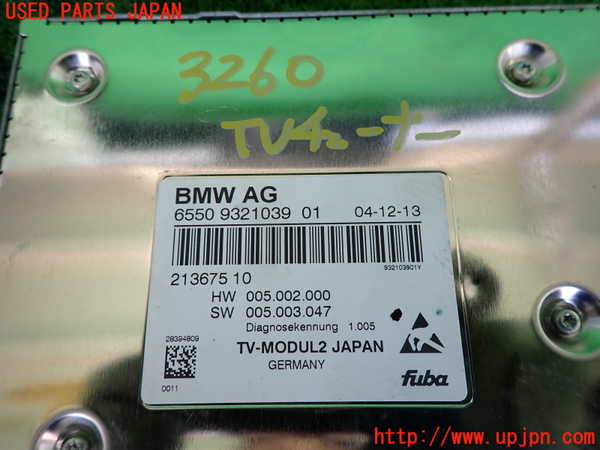 USED PARTS JAPAN
3260
TVチューナー
BMW AG
6550 9321039 01 04-12-13
932103901Y
213675 10
HW 005.002.000
SW 005.003.047
Diagnosekennung 1.005
28394809
TV-MODUL2 JAPAN
0011
GERMANY
fuba
http://www.upjpn.com/